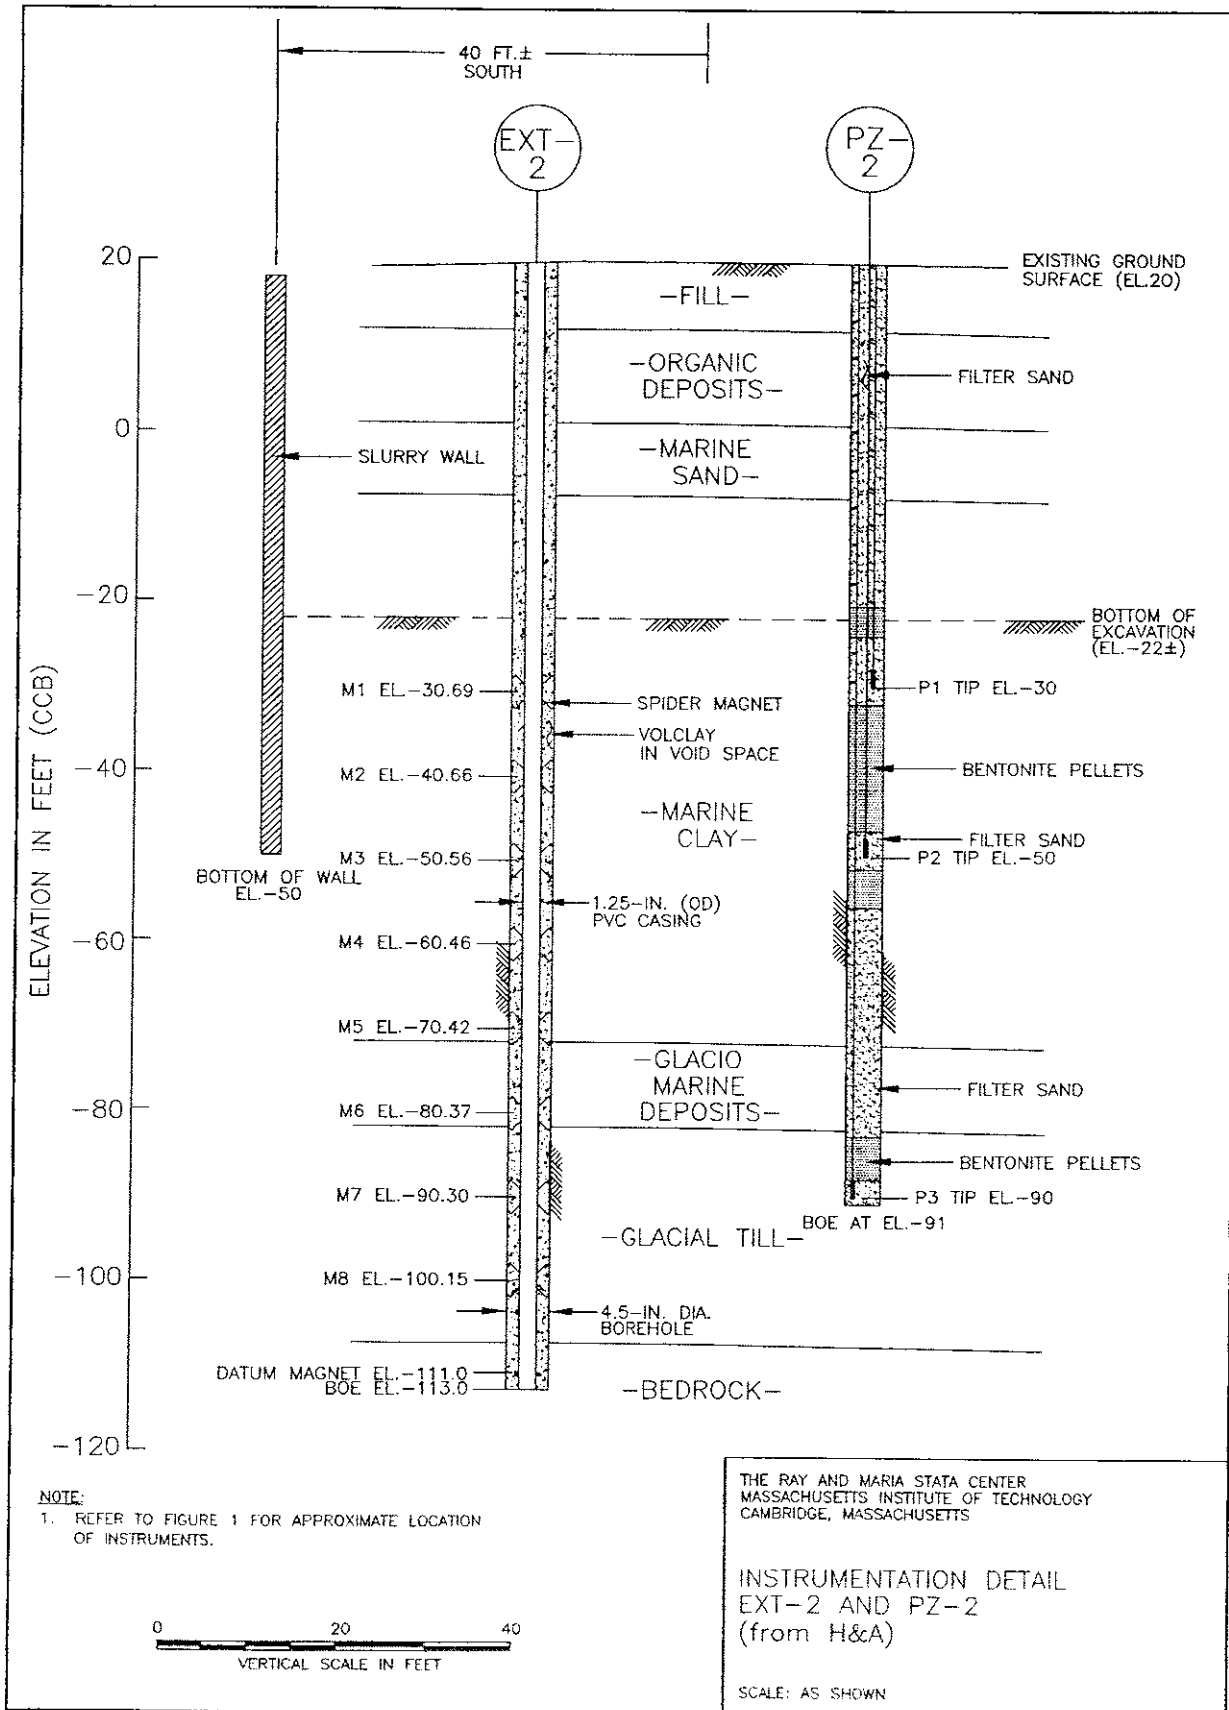 40 FT.±
SOUTH
EXT-
2
PZ-
2
20
0
-20
-40
-60
-80
-100
-120
ELEVATION IN FEET (CCB)
EXISTING GROUND
SURFACE (EL.20)
-FILL-
-ORGANIC
DEPOSITS-
FILTER SAND
-MARINE
SAND-
SLURRY WALL
BOTTOM OF
EXCAVATION
(EL.-22±)
M1 EL.-30.69
P1 TIP EL.-30
SPIDER MAGNET
VOLCLAY
IN VOID SPACE
M2 EL.-40.66
BENTONITE PELLETS
-MARINE
CLAY-
FILTER SAND
M3 EL.-50.56
P2 TIP EL.-50
BOTTOM OF WALL
EL.-50
1.25-IN. (OD)
PVC CASING
M4 EL.-60.46
M5 EL.-70.42
-GLACIO
MARINE
DEPOSITS-
FILTER SAND
M6 EL.-80.37
BENTONITE PELLETS
M7 EL.-90.30
P3 TIP EL.-90
BOE AT EL.-91
-GLACIAL TILL-
M8 EL.-100.15
4.5-IN. DIA.
BOREHOLE
DATUM MAGNET EL.-111.0
BOE EL.-113.0
-BEDROCK-
NOTE:
1. REFER TO FIGURE 1 FOR APPROXIMATE LOCATION
OF INSTRUMENTS.
0 20 40
VERTICAL SCALE IN FEET
THE RAY AND MARIA STATA CENTER
MASSACHUSETTS INSTITUTE OF TECHNOLOGY
CAMBRIDGE, MASSACHUSETTS
INSTRUMENTATION DETAIL
EXT-2 AND PZ-2
(from H&A)
SCALE: AS SHOWN